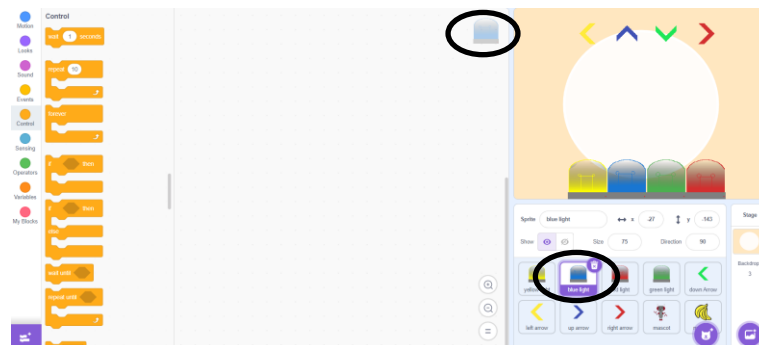 Control
Motion
Looks
Sound
Events
Control
Sensing
Operators
Variables
My Blocks
wait 1 seconds
repeat 10
forever
if then
if then
else
wait until
repeat until
Sprite blue light x -27 y -143
Show Size 75 Direction 90
Stage
Backdrop
3
blue light
green light
down Arrow
left arrow
up arrow
right arrow
mascot